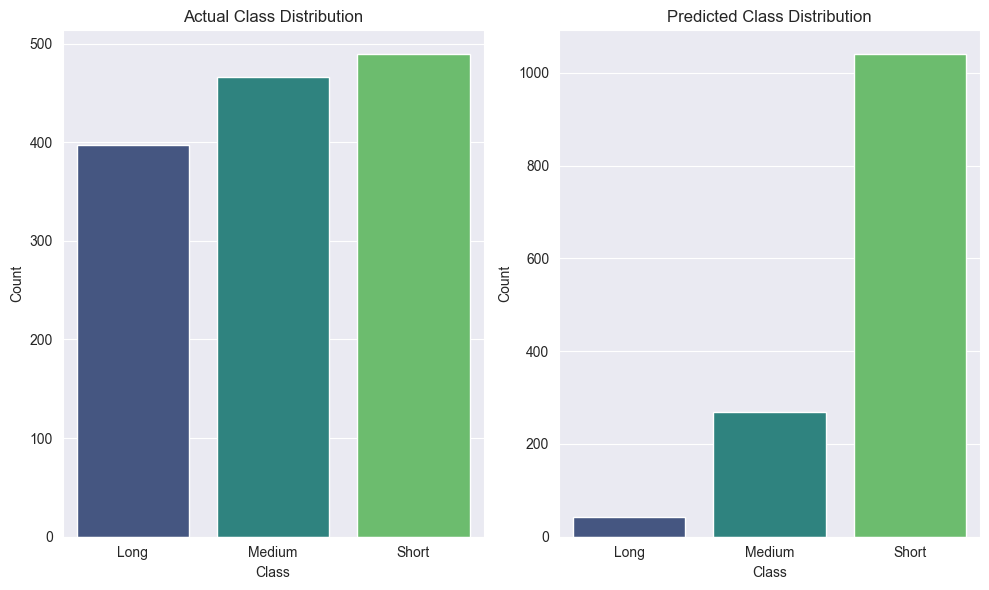 Actual Class Distribution
500
400
300
200
100
0
Count
Long Medium Short
Class
Predicted Class Distribution
1000
800
600
400
200
0
Count
Long Medium Short
Class